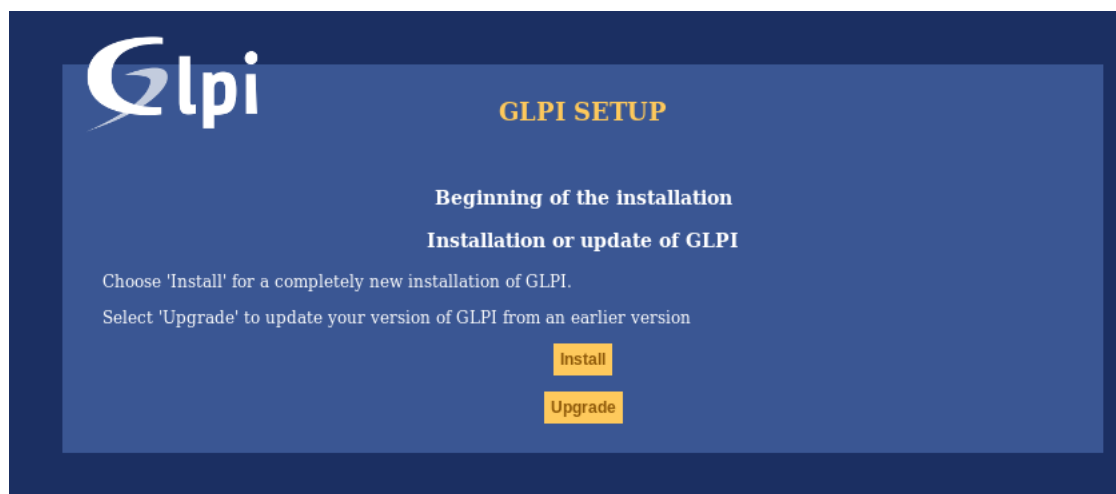 Glpi
GLPI SETUP
Beginning of the installation
Installation or update of GLPI
Choose 'Install' for a completely new installation of GLPI.
Select 'Upgrade' to update your version of GLPI from an earlier version
Install
Upgrade